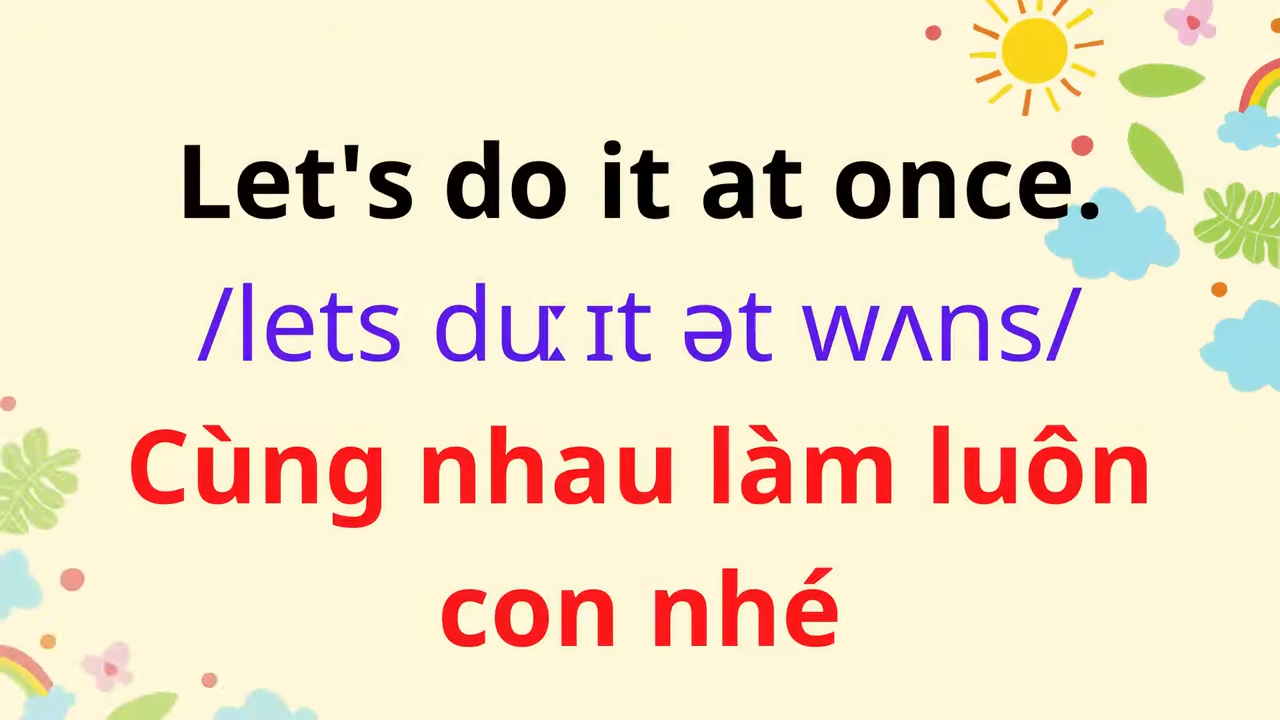 Let's do it at once.
/lets duː ɪt ət wʌns/
Cùng nhau làm luôn
con nhé